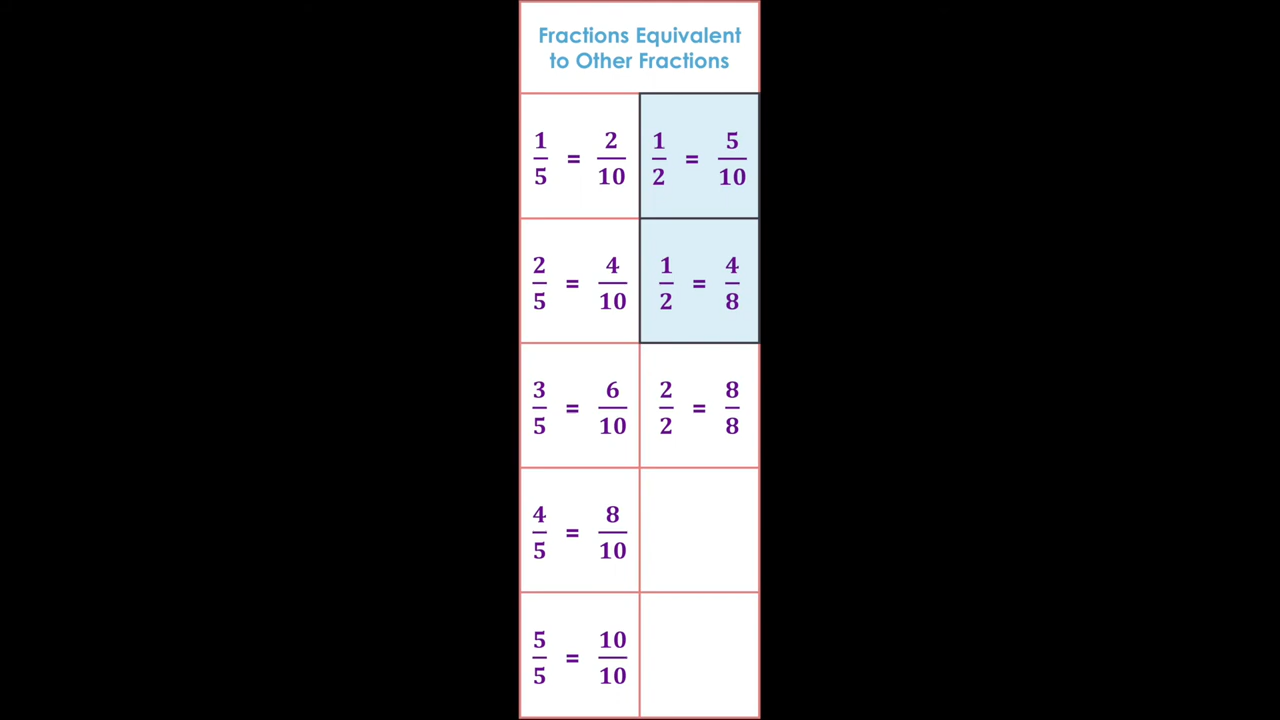 Fractions Equivalent
to Other Fractions
1/5 = 2/10
1/2 = 5/10
2/5 = 4/10
1/2 = 4/8
3/5 = 6/10
2/2 = 8/8
4/5 = 8/10
5/5 = 10/10